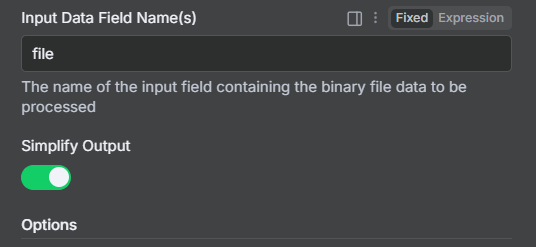 Input Data Field Name(s)
Fixed Expression
file
The name of the input field containing the binary file data to be
processed
Simplify Output
Options